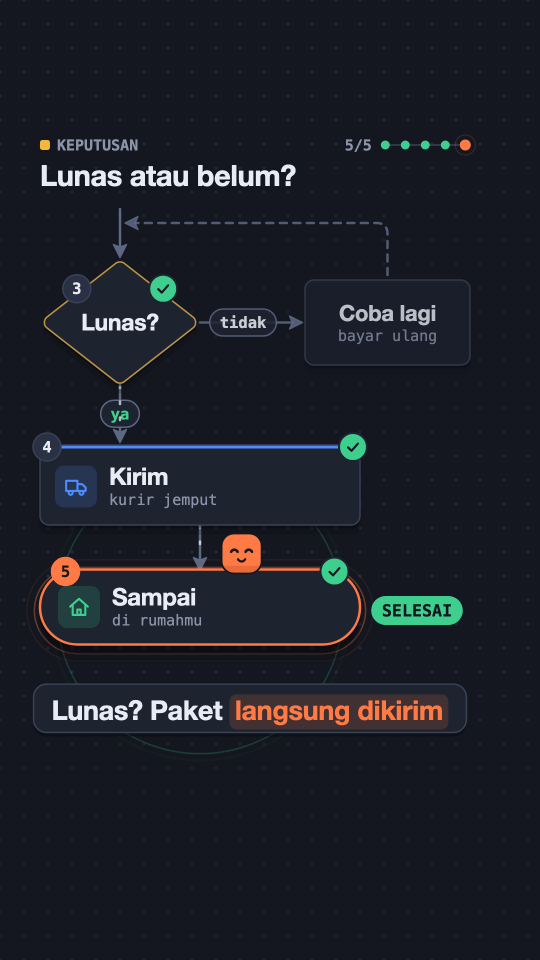 KEPUTUSAN
5/5
Lunas atau belum?
3
Lunas?
tidak
Coba lagi
bayar ulang
ya
4
Kirim
kurir jemput
5
Sampai
di rumahmu
SELESAI
Lunas? Paket langsung dikirim